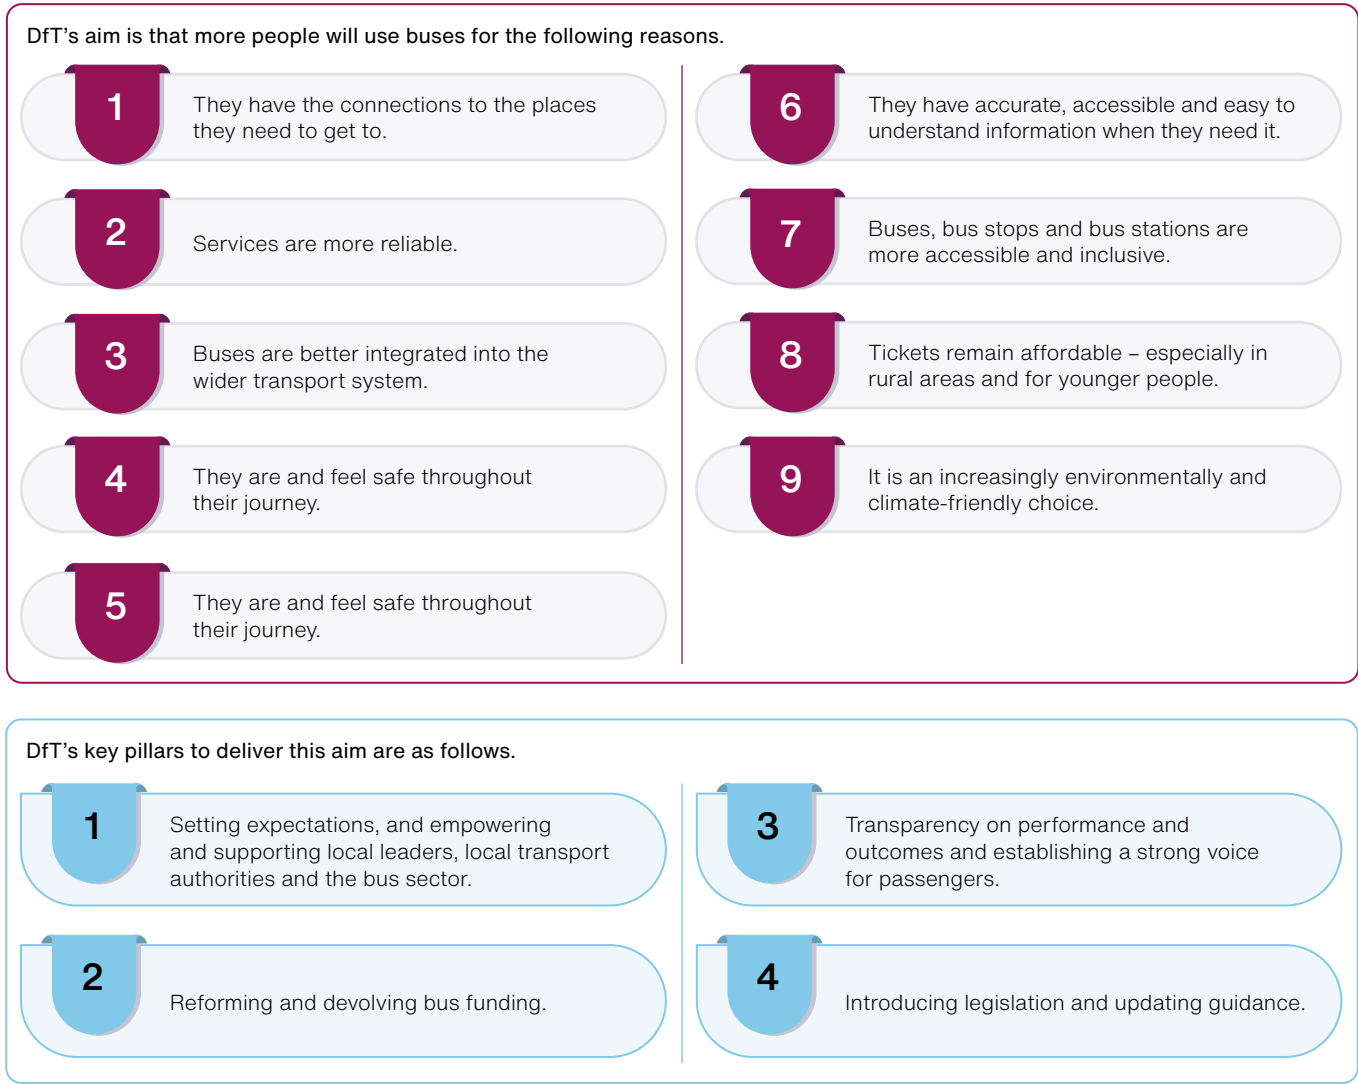 DfT’s aim is that more people will use buses for the following reasons.
1
They have the connections to the places
they need to get to.
2
Services are more reliable.
3
Buses are better integrated into the
wider transport system.
4
They are and feel safe throughout
their journey.
5
They are and feel safe throughout
their journey.
6
They have accurate, accessible and easy to
understand information when they need it.
7
Buses, bus stops and bus stations are
more accessible and inclusive.
8
Tickets remain affordable – especially in
rural areas and for younger people.
9
It is an increasingly environmentally and
climate-friendly choice.
DfT’s key pillars to deliver this aim are as follows.
1
Setting expectations, and empowering
and supporting local leaders, local transport
authorities and the bus sector.
2
Reforming and devolving bus funding.
3
Transparency on performance and
outcomes and establishing a strong voice
for passengers.
4
Introducing legislation and updating guidance.